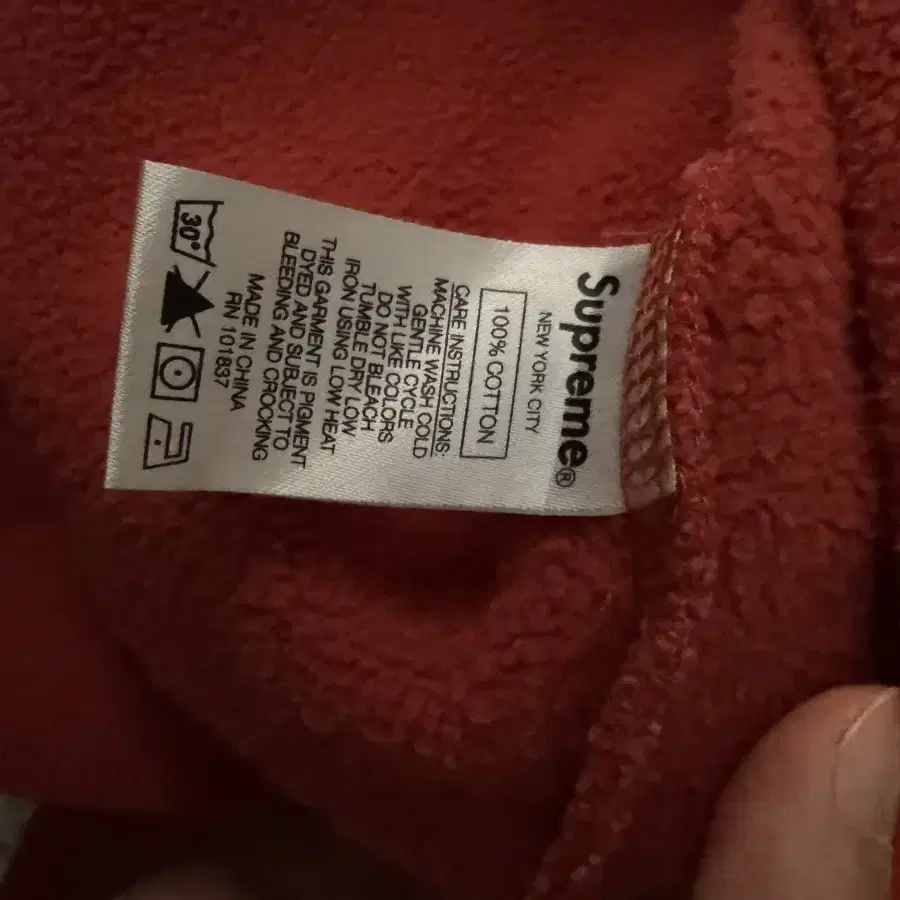 Supreme®
NEW YORK CITY
100% COTTON
CARE INSTRUCTIONS:
MACHINE WASH COLD
GENTLE CYCLE
WITH LIKE COLORS
DO NOT BLEACH
TUMBLE DRY LOW
IRON USING LOW HEAT
THIS GARMENT IS PIGMENT
DYED AND SUBJECT TO
BLEEDING AND CROCKING
MADE IN CHINA
RN 101837
30°